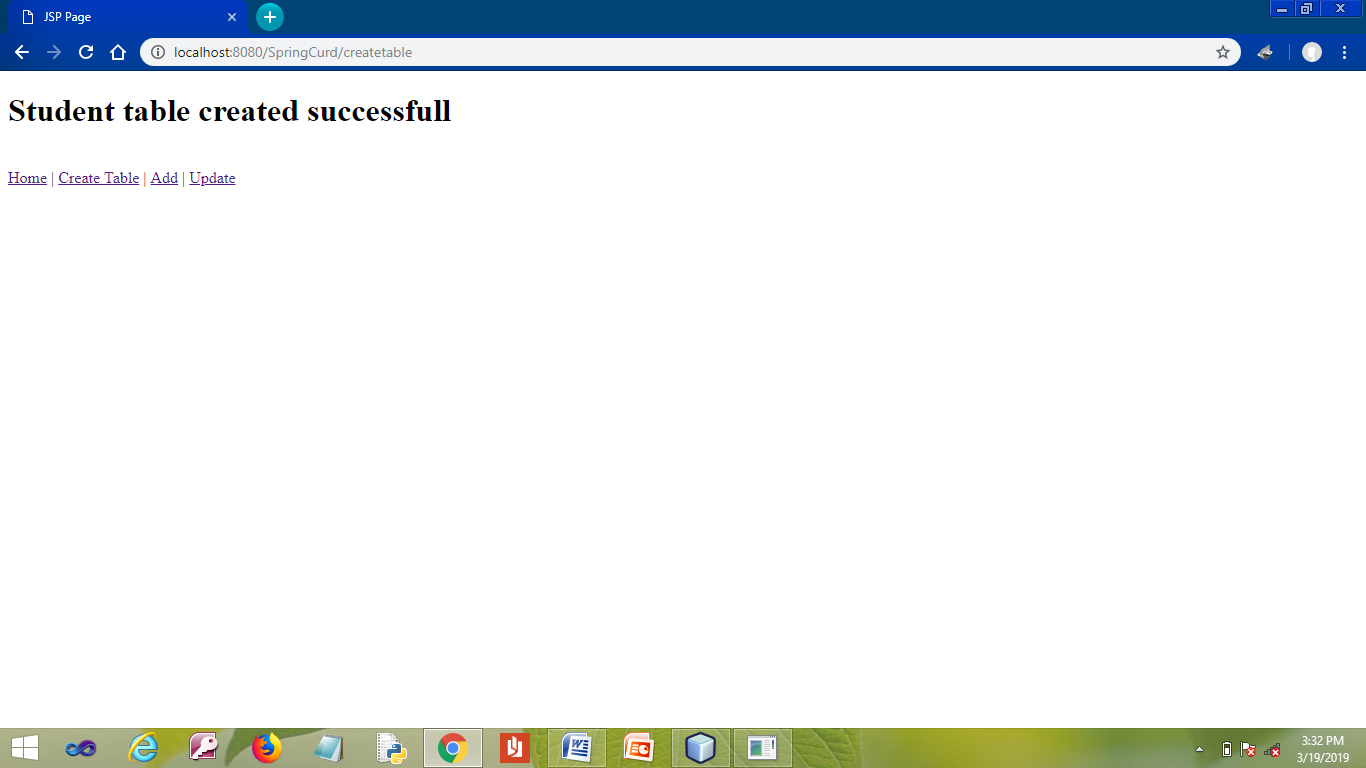 JSP Page
localhost:8080/SpringCurd/createtable
Student table created successfull
Home | Create Table | Add | Update
3:32 PM
3/19/2019